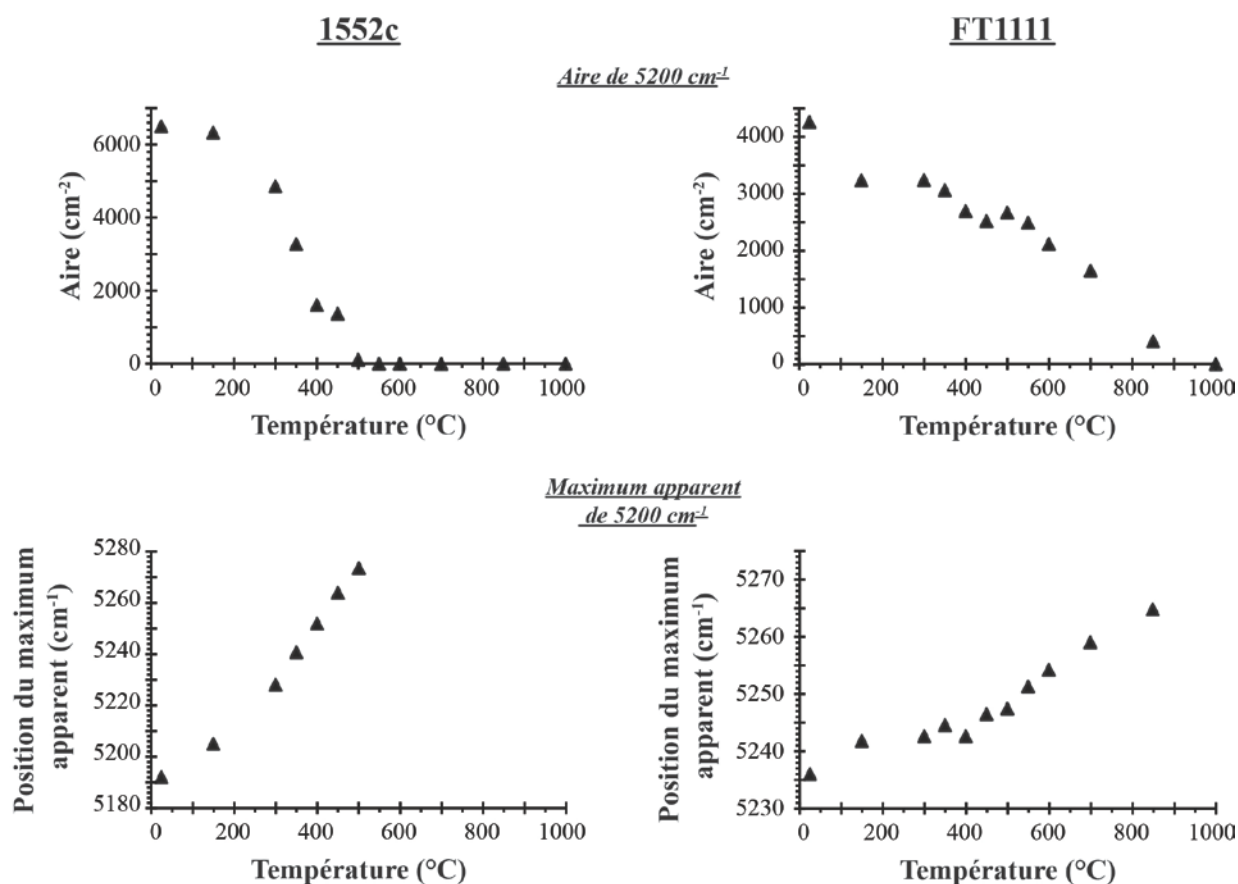 1552c
FT1111
Aire de 5200 cm⁻¹
Aire (cm⁻²)
6000
4000
2000
0
0 200 400 600 800 1000
Température (°C)
Aire (cm⁻²)
4000
3000
2000
1000
0
0 200 400 600 800 1000
Température (°C)
Maximum apparent
de 5200 cm⁻¹
Position du maximum
apparent (cm⁻¹)
5280
5260
5240
5220
5200
5180
0 200 400 600 800 1000
Température (°C)
Position du maximum
apparent (cm⁻¹)
5270
5260
5250
5240
5230
0 200 400 600 800 1000
Température (°C)